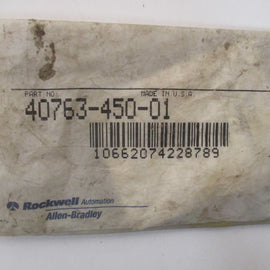 PART NO. MADE IN U.S.A.
40763-450-01
10662074228789
Rockwell Automation
Allen-Bradley